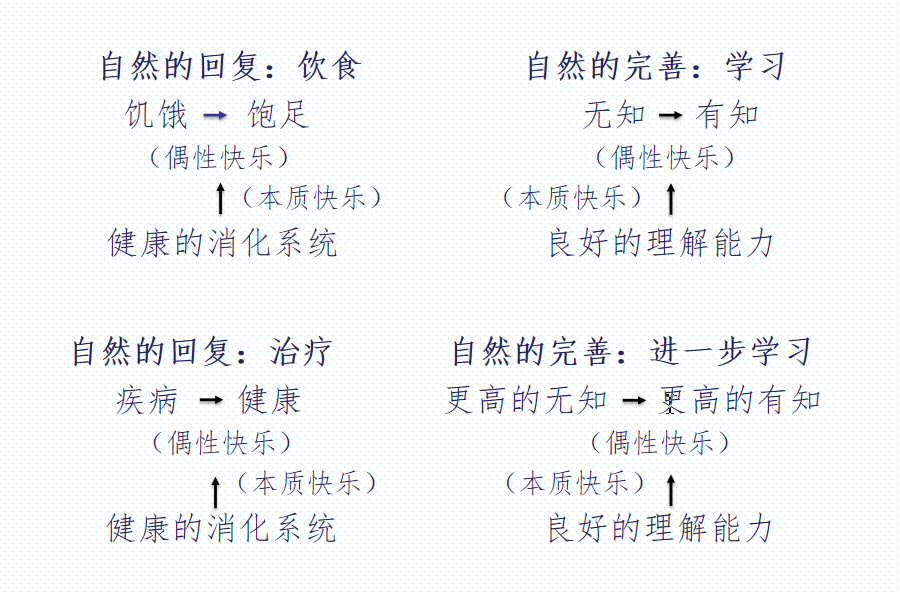 自然的回复：饮食
饥饿 → 饱足
（偶性快乐）
（本质快乐）
健康的消化系统
自然的完善：学习
无知 → 有知
（偶性快乐）
（本质快乐）
良好的理解能力
自然的回复：治疗
疾病 → 健康
（偶性快乐）
（本质快乐）
健康的消化系统
自然的完善：进一步学习
更高的无知 → 更高的有知
（偶性快乐）
（本质快乐）
良好的理解能力